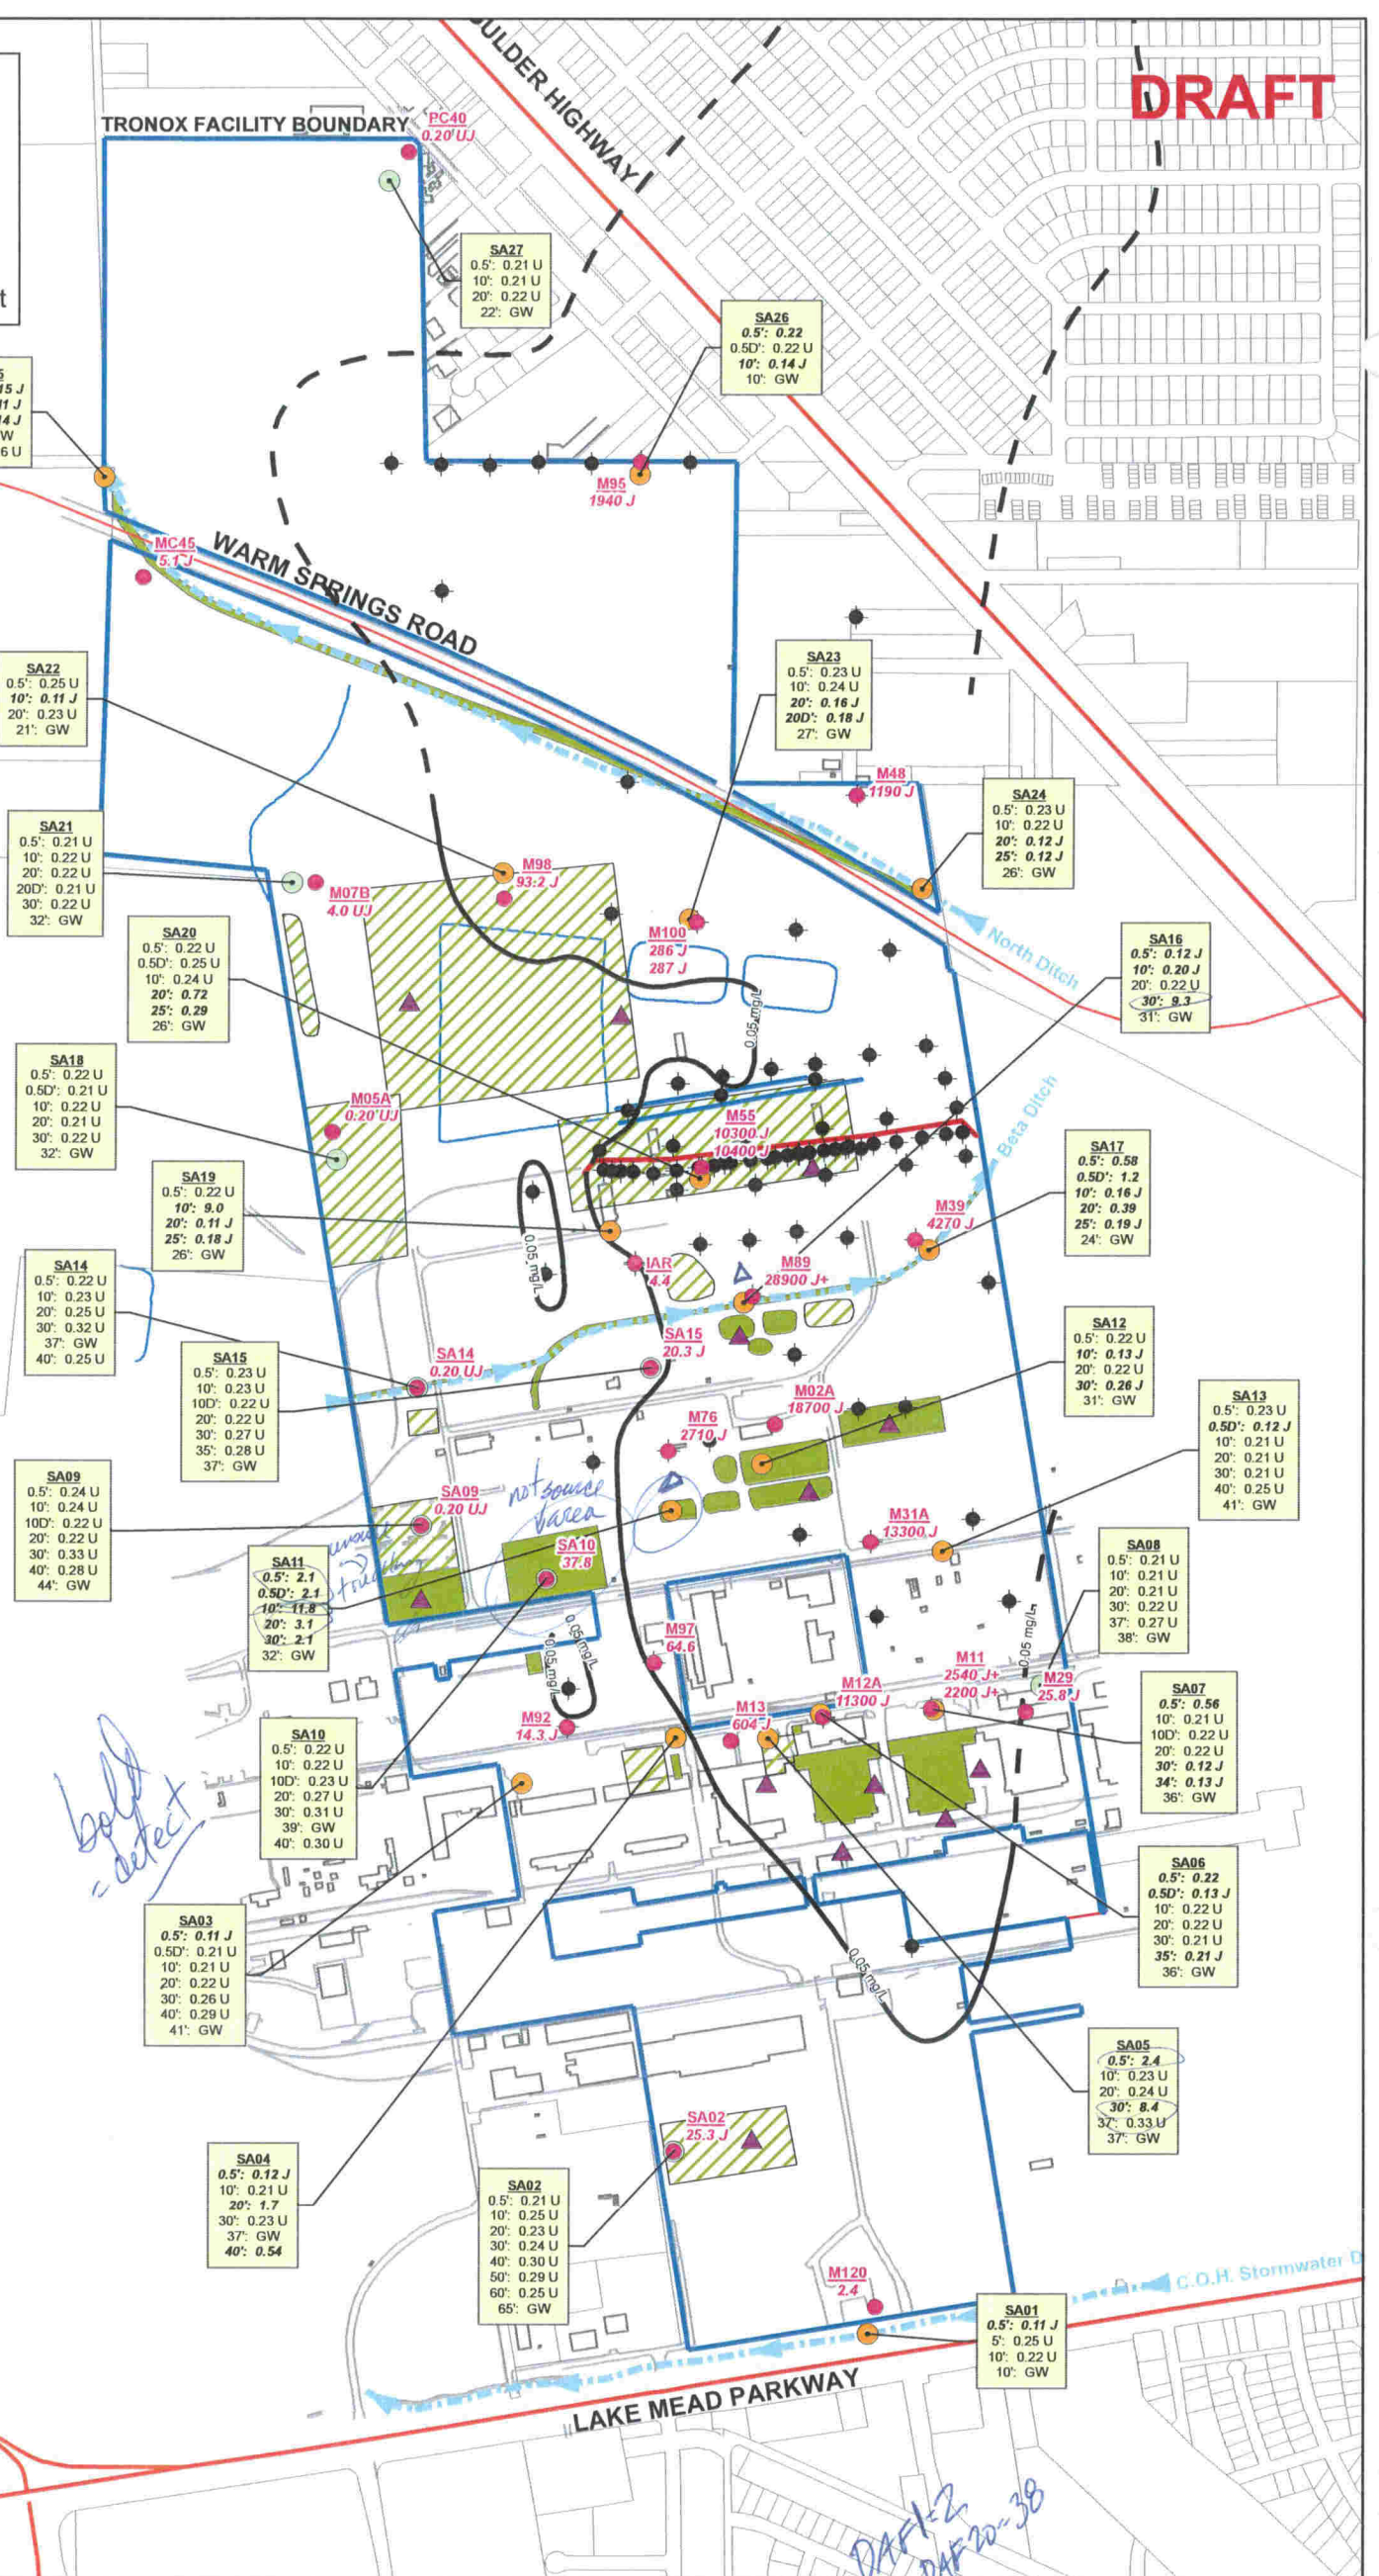 DRAFT
BOULDER HIGHWAY
TRONOX FACILITY BOUNDARY
PC40
0.20 UJ
SA27
0.5': 0.21 U
10': 0.21 U
20': 0.22 U
22': GW
SA26
0.5': 0.22
0.5D': 0.22 U
10': 0.14 J
10': GW
M95
1940 J
MC45
5.1 J
WARM SPRINGS ROAD
SA22
0.5': 0.25 U
10': 0.11 J
20': 0.23 U
21': GW
SA23
0.5': 0.23 U
10': 0.24 U
20': 0.16 J
20D': 0.18 J
27': GW
M48
1190 J
SA24
0.5': 0.23 U
10': 0.22 U
20': 0.12 J
25': 0.12 J
26': GW
SA21
0.5': 0.21 U
10': 0.22 U
20': 0.22 U
20D': 0.21 U
30': 0.22 U
32': GW
M98
93.2 J
M07B
4.0 UJ
M100
286 J
287 J
North Ditch
SA20
0.5': 0.22 U
0.5D': 0.25 U
10': 0.24 U
20': 0.72
25': 0.29
26': GW
SA16
0.5': 0.12 J
10': 0.20 J
20': 0.22 U
30': 9.3
31': GW
0.05 mg/L
SA18
0.5': 0.22 U
0.5D': 0.21 U
10': 0.22 U
20': 0.21 U
30': 0.22 U
32': GW
M05A
0.20 UJ
M55
10300 J
10400 J
Beta Ditch
SA17
0.5': 0.58
0.5D': 1.2
10': 0.16 J
20': 0.39
25': 0.19 J
24': GW
SA19
0.5': 0.22 U
10': 9.0
20': 0.11 J
25': 0.18 J
26': GW
0.05 mg/L
M39
4270 J
IAR
4.4
M89
28900 J+
SA14
0.5': 0.22 U
10': 0.23 U
20': 0.25 U
30': 0.32 U
37': GW
40': 0.25 U
SA15
20.3 J
SA14
0.20 UJ
SA12
0.5': 0.22 U
10': 0.13 J
20': 0.22 U
30': 0.26 J
31': GW
SA15
0.5': 0.23 U
10': 0.23 U
10D': 0.22 U
20': 0.22 U
30': 0.27 U
35': 0.28 U
37': GW
M02A
18700 J
M76
2710 J
SA13
0.5': 0.23 U
0.5D': 0.12 J
10': 0.21 U
20': 0.21 U
30': 0.21 U
40': 0.25 U
41': GW
SA09
0.5': 0.24 U
10': 0.24 U
10D': 0.22 U
20': 0.22 U
30': 0.33 U
40': 0.28 U
44': GW
SA09
0.20 UJ
not source
area
SA10
37.8
M31A
13300 J
SA11
0.5': 2.1
0.5D': 2.1
10': 11.8
20': 3.1
30': 2.1
32': GW
SA08
0.5': 0.21 U
10': 0.21 U
20': 0.21 U
30': 0.22 U
37': 0.27 U
38': GW
0.05 mg/L
0.05 mg/L
0.05 mg/L
M97
64.6
M92
14.3 J
M13
604 J
M12A
11300 J
M11
2540 J+
2200 J+
M29
25.8 J
SA07
0.5': 0.56
10': 0.21 U
10D': 0.22 U
20': 0.22 U
30': 0.12 J
34': 0.13 J
36': GW
SA10
0.5': 0.22 U
10': 0.22 U
10D': 0.23 U
20': 0.27 U
30': 0.31 U
39': GW
40': 0.30 U
bold
= detect
SA06
0.5': 0.22
0.5D': 0.13 J
10': 0.22 U
20': 0.22 U
30': 0.21 U
35': 0.21 J
36': GW
SA03
0.5': 0.11 J
0.5D': 0.21 U
10': 0.21 U
20': 0.22 U
30': 0.26 U
40': 0.29 U
41': GW
0.05 mg/L
SA05
0.5': 2.4
10': 0.23 U
20': 0.24 U
30': 8.4
37': 0.33 U
37': GW
SA02
25.3 J
SA04
0.5': 0.12 J
10': 0.21 U
20': 1.7
30': 0.23 U
37': GW
40': 0.54
SA02
0.5': 0.21 U
10': 0.25 U
20': 0.23 U
30': 0.24 U
40': 0.30 U
50': 0.29 U
60': 0.25 U
65': GW
M120
2.4
C.O.H. Stormwater D
SA01
0.5': 0.11 J
5': 0.25 U
10': 0.22 U
10': GW
LAKE MEAD PARKWAY
DAF1=2
DAF20=38